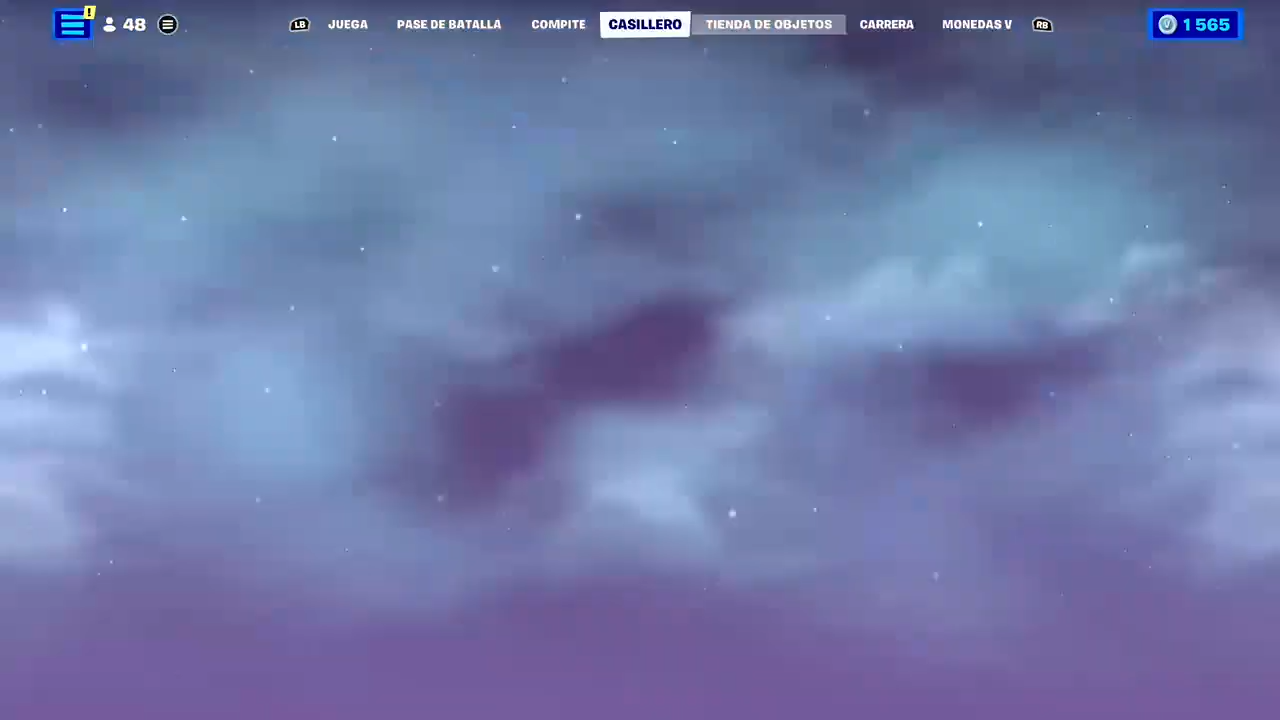 ! 48 LB JUEGA PASE DE BATALLA COMPITE CASILLERO TIENDA DE OBJETOS CARRERA MONEDAS V RB V 1 565